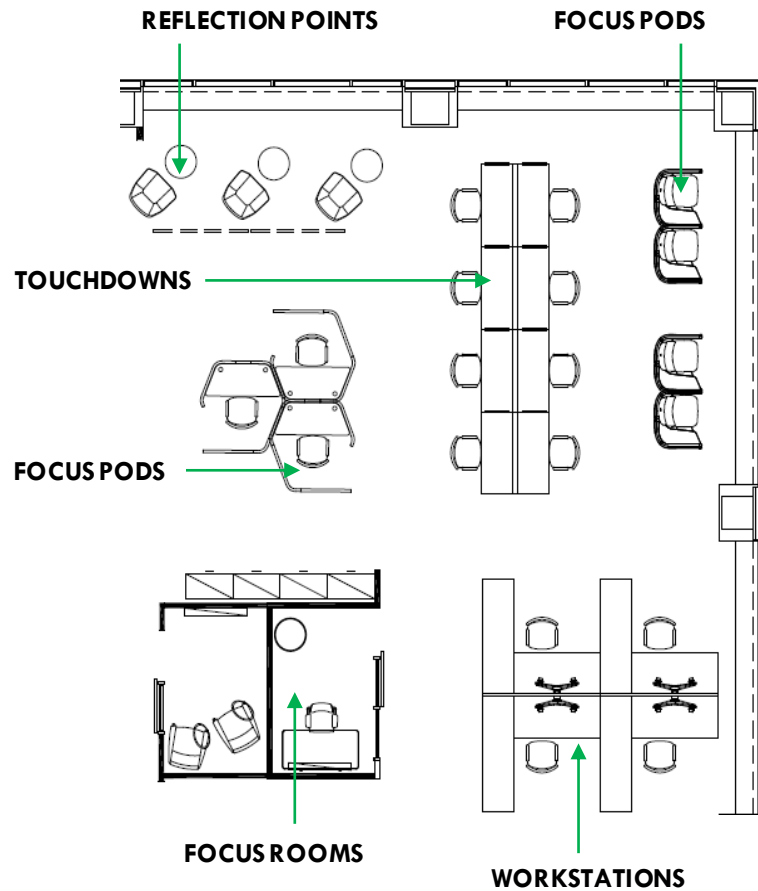 REFLECTION POINTS
FOCUS PODS
TOUCHDOWNS
FOCUS PODS
FOCUS ROOMS
WORKSTATIONS